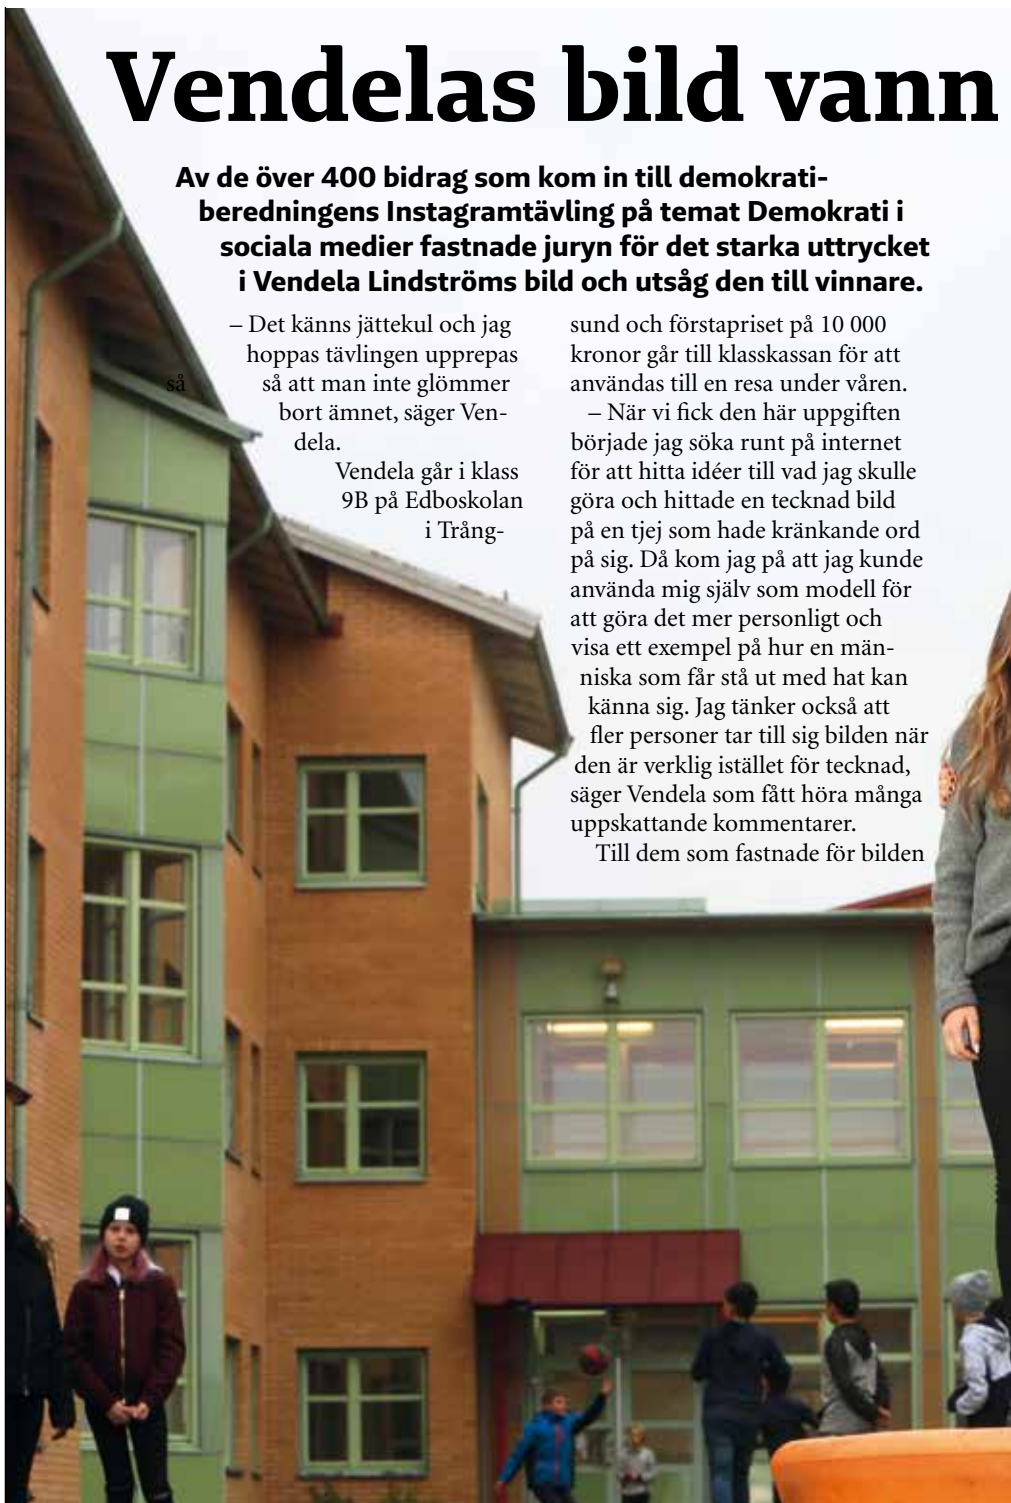 Vendelas bild vann
Av de över 400 bidrag som kom in till demokrati-
beredningens Instagramtävling på temat Demokrati i
sociala medier fastnade juryn för det starka uttrycket
i Vendela Lindströms bild och utsåg den till vinnare.
– Det känns jättekul och jag
hoppas tävlingen upprepas
så
så att man inte glömmer
bort ämnet, säger Ven-
dela.
Vendela går i klass
9B på Edboskolan
i Trång-
sund och förstapriset på 10 000
kronor går till klasskassan för att
användas till en resa under våren.
– När vi fick den här uppgiften
började jag söka runt på internet
för att hitta idéer till vad jag skulle
göra och hittade en tecknad bild
på en tjej som hade kränkande ord
på sig. Då kom jag på att jag kunde
använda mig själv som modell för
att göra det mer personligt och
visa ett exempel på hur en män-
niska som får stå ut med hat kan
känna sig. Jag tänker också att
fler personer tar till sig bilden när
den är verklig istället för tecknad,
säger Vendela som fått höra många
uppskattande kommentarer.
Till dem som fastnade för bilden